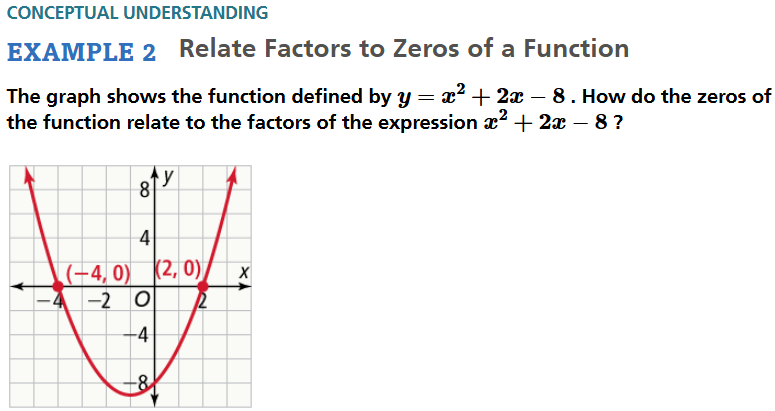 CONCEPTUAL UNDERSTANDING
EXAMPLE 2 Relate Factors to Zeros of a Function
The graph shows the function defined by y = x² + 2x − 8 . How do the zeros of
the function relate to the factors of the expression x² + 2x − 8 ?
8 y
4
(−4, 0) (2, 0) x
−4 −2 O 2
−4
−8